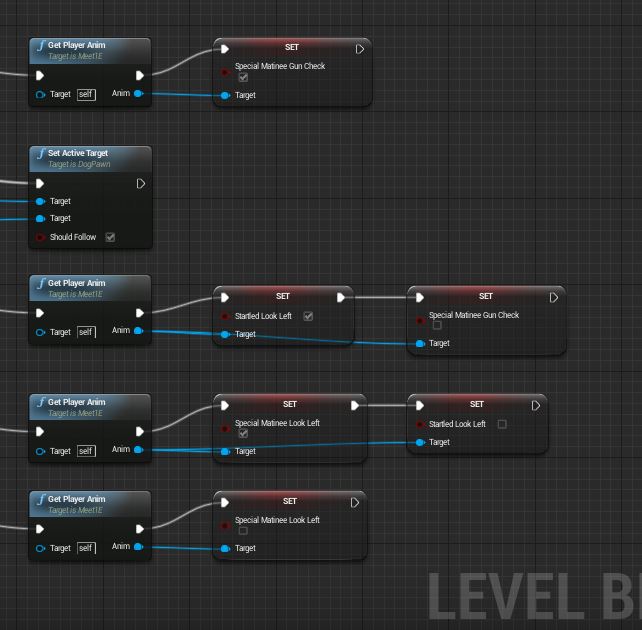 Get Player Anim
Target is Meet1E
Target self Anim
SET
Special Matinee Gun Check
Target
Set Active Target
Target is DogPawn
Target
Target
Should Follow
Get Player Anim
Target is Meet1E
Target self Anim
SET
Startled Look Left
Target
SET
Special Matinee Gun Check
Target
Get Player Anim
Target is Meet1E
Target self Anim
SET
Special Matinee Look Left
Target
SET
Startled Look Left
Target
Get Player Anim
Target is Meet1E
Target self Anim
SET
Special Matinee Look Left
Target
LEVEL B